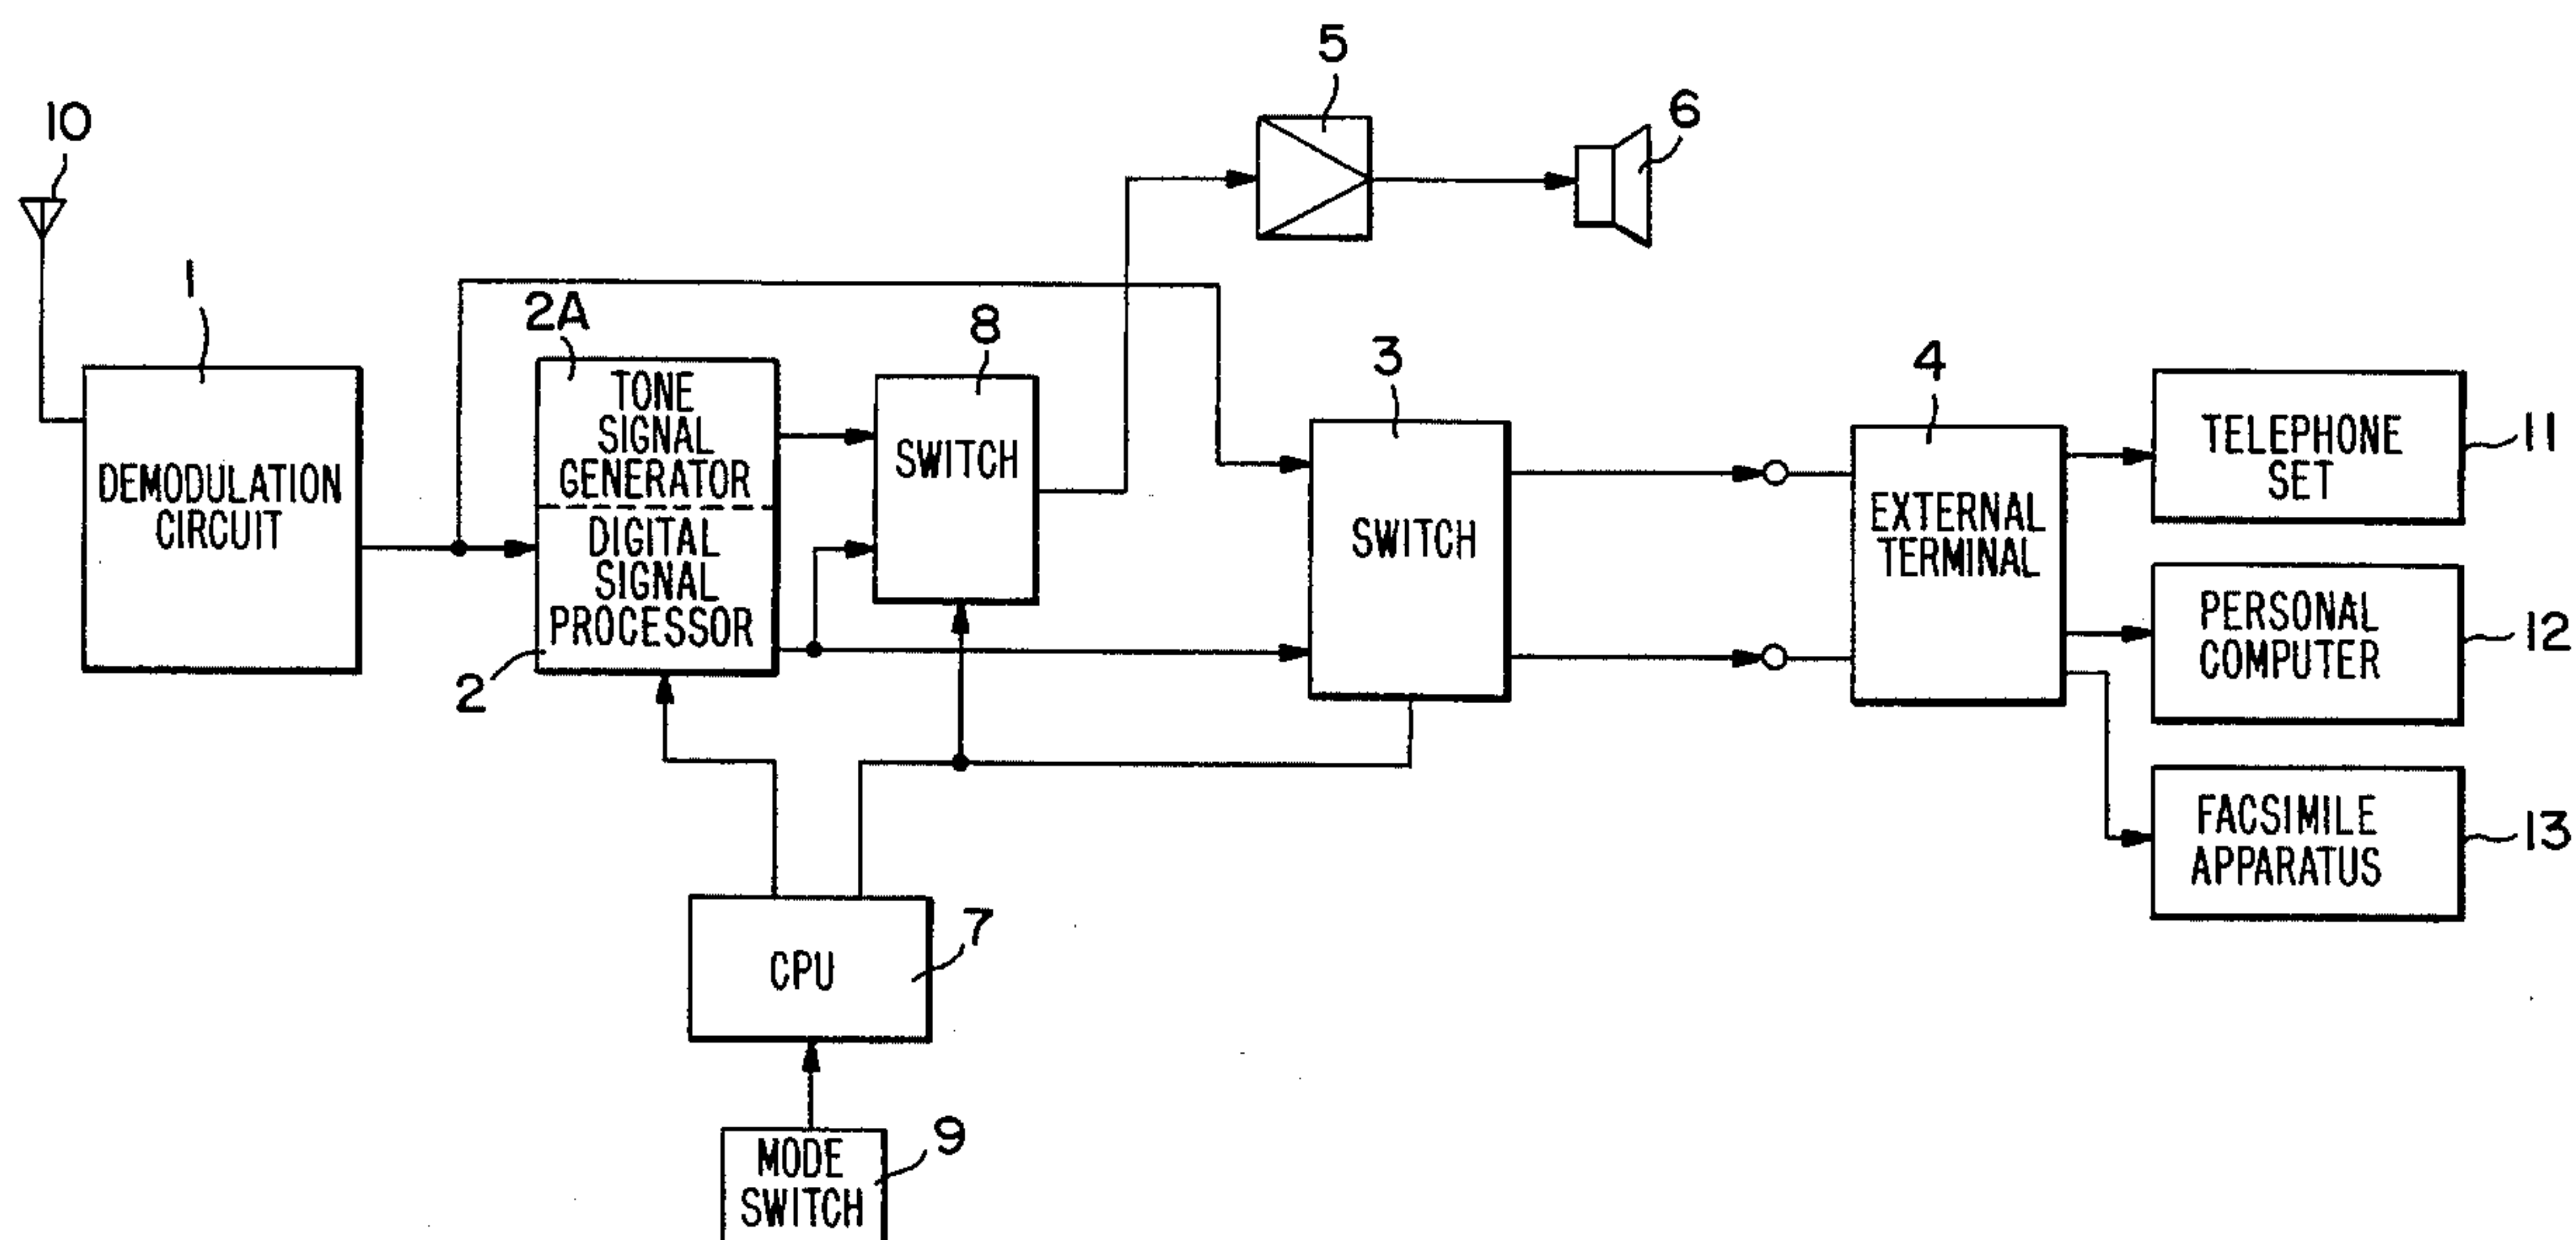 5
6
10
1
2A
8
3
4
TONE
SIGNAL
GENERATOR
DIGITAL
SIGNAL
PROCESSOR
2
DEMODULATION
CIRCUIT
SWITCH
SWITCH
EXTERNAL
TERMINAL
TELEPHONE
SET
11
PERSONAL
COMPUTER
12
FACSIMILE
APPARATUS
13
CPU
7
MODE
SWITCH
9